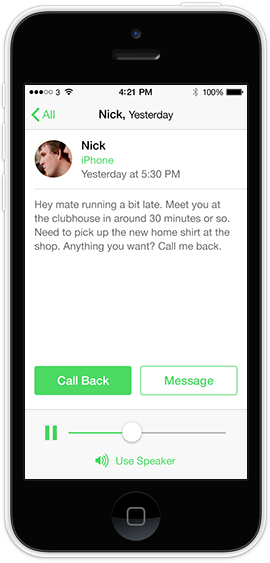 3 4:21 PM 100%
All Nick, Yesterday
Nick
iPhone
Yesterday at 5:30 PM
Hey mate running a bit late. Meet you at
the clubhouse in around 30 minutes or so.
Need to pick up the new home shirt at the
shop. Anything you want? Call me back.
Call Back Message
Use Speaker